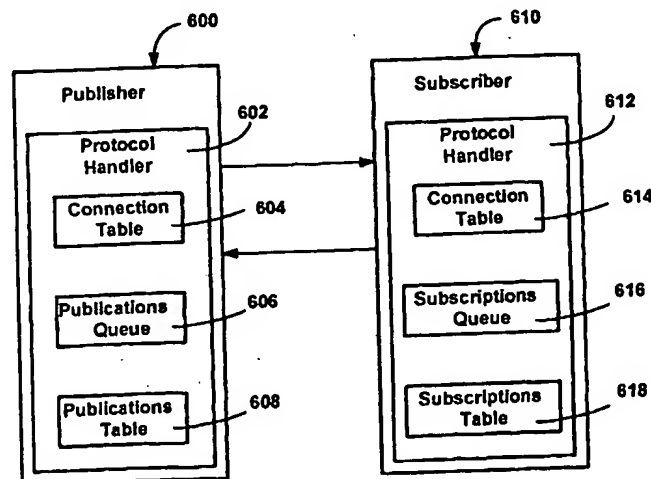 600
Publisher
602
Protocol
Handler
Connection
Table
604
Publications
Queue
606
Publications
Table
608
610
Subscriber
612
Protocol
Handler
Connection
Table
614
Subscriptions
Queue
616
Subscriptions
Table
618